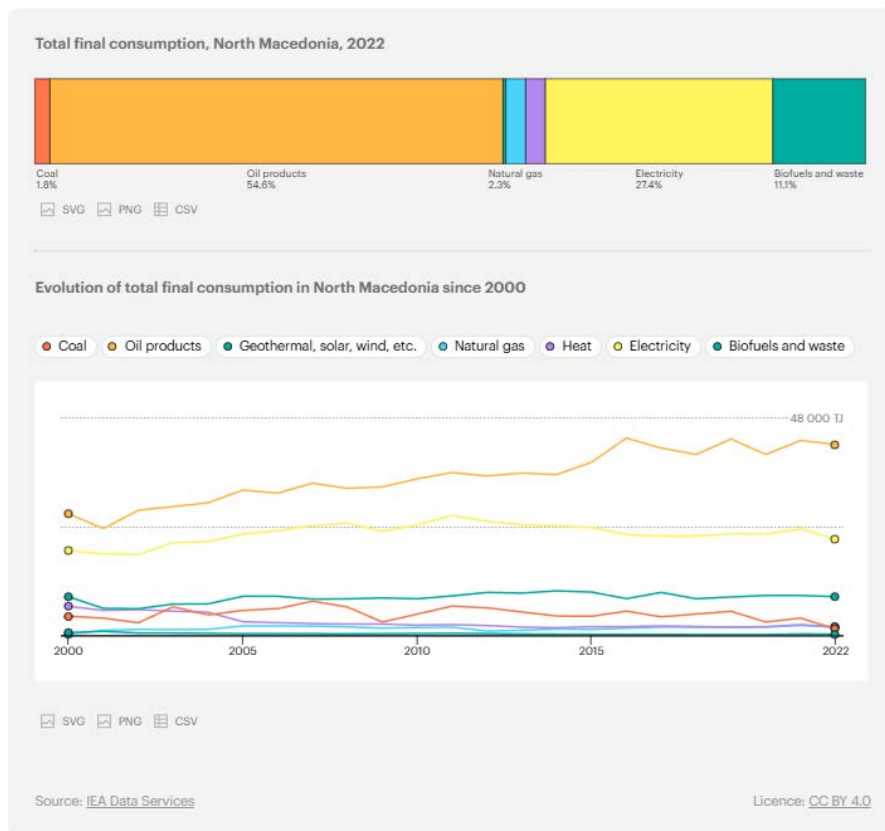 Total final consumption, North Macedonia, 2022
Coal Oil products Natural gas Electricity Biofuels and waste
1.8% 54.6% 2.3% 27.4% 11.1%
SVG PNG CSV
Evolution of total final consumption in North Macedonia since 2000
Coal Oil products Geothermal, solar, wind, etc. Natural gas Heat Electricity Biofuels and waste
48 000 TJ
2000 2005 2010 2015 2022
SVG PNG CSV
Source: IEA Data Services Licence: CC BY 4.0